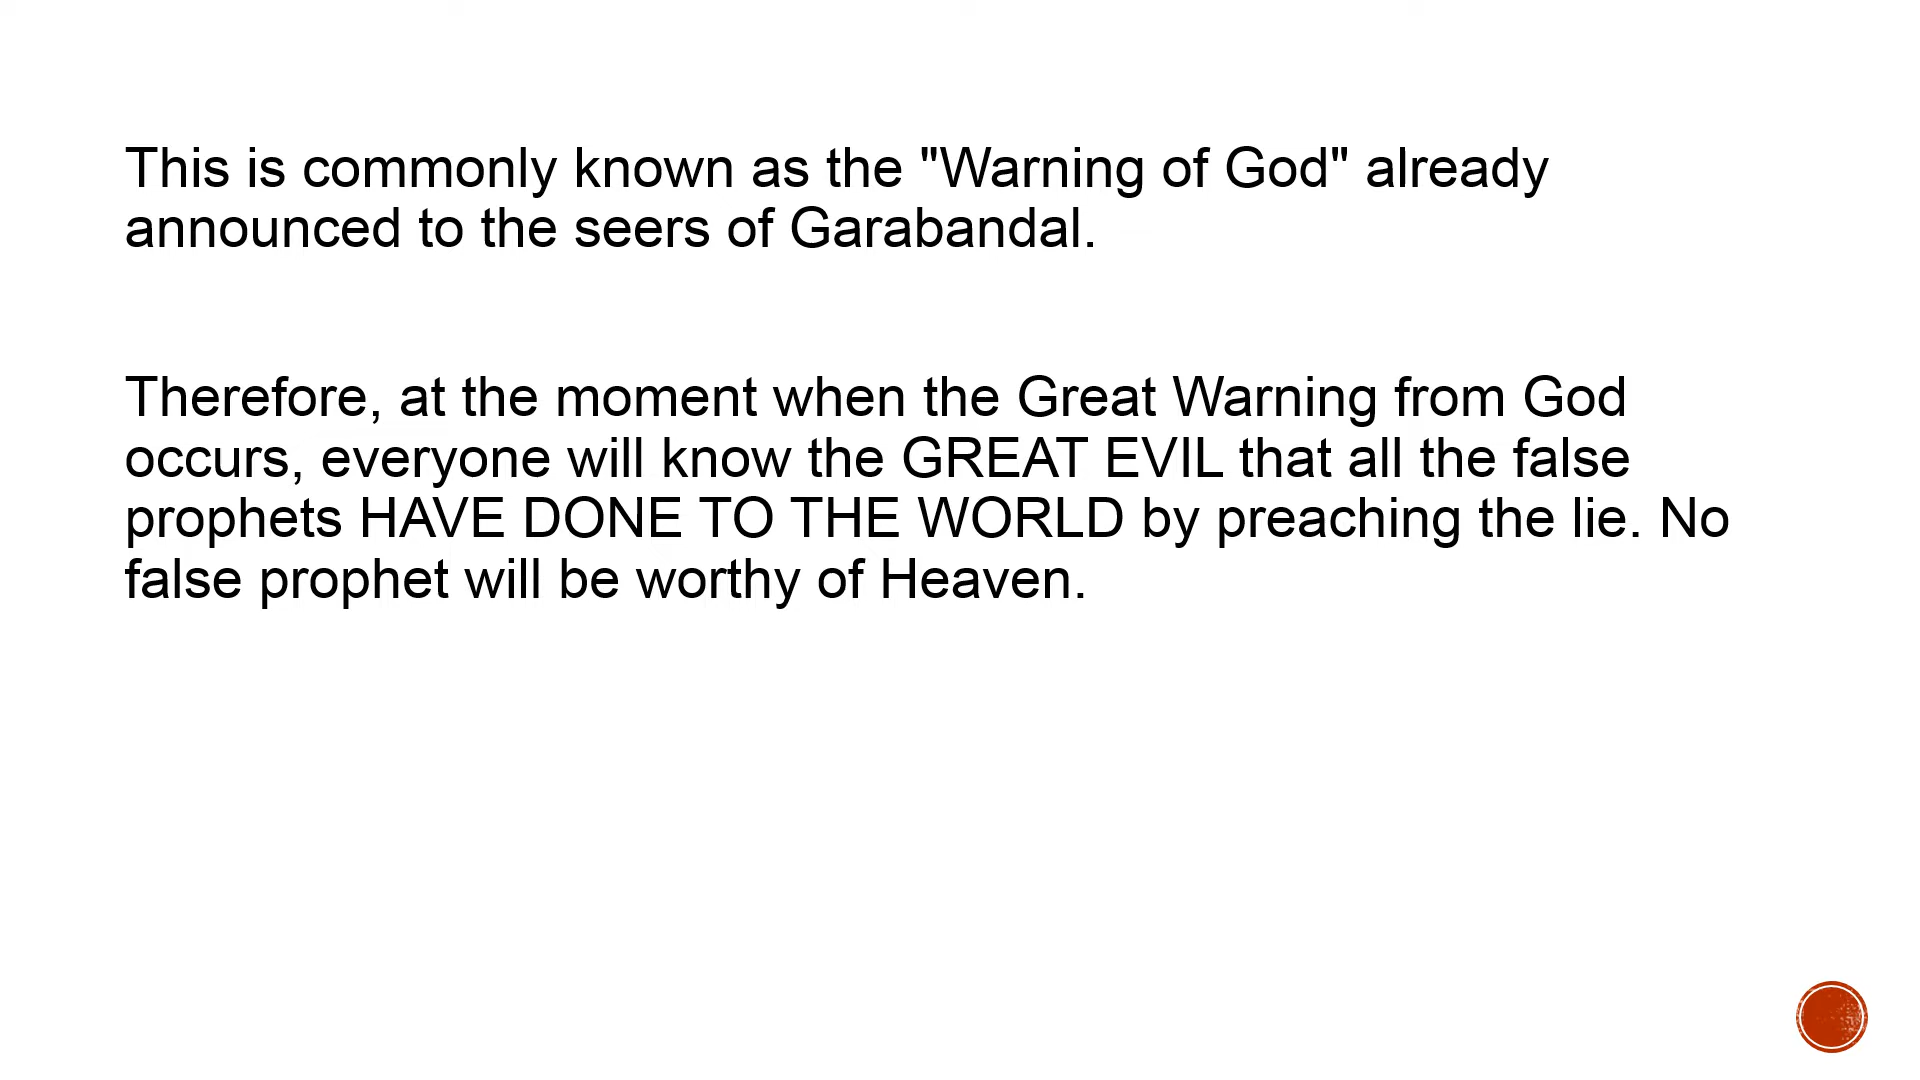 This is commonly known as the "Warning of God" already
announced to the seers of Garabandal.
Therefore, at the moment when the Great Warning from God
occurs, everyone will know the GREAT EVIL that all the false
prophets HAVE DONE TO THE WORLD by preaching the lie. No
false prophet will be worthy of Heaven.